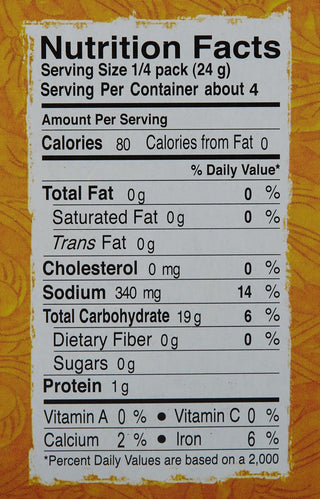 Nutrition Facts
Serving Size 1/4 pack (24 g)
Serving Per Container about 4
Amount Per Serving
Calories 80 Calories from Fat 0
% Daily Value*
Total Fat 0g 0 %
Saturated Fat 0g 0 %
Trans Fat 0g
Cholesterol 0 mg 0 %
Sodium 340 mg 14 %
Total Carbohydrate 19g 6 %
Dietary Fiber 0g 0 %
Sugars 0g
Protein 1g
Vitamin A 0 % ● Vitamin C 0 %
Calcium 2 % ● Iron 6 %
*Percent Daily Values are based on a 2,000